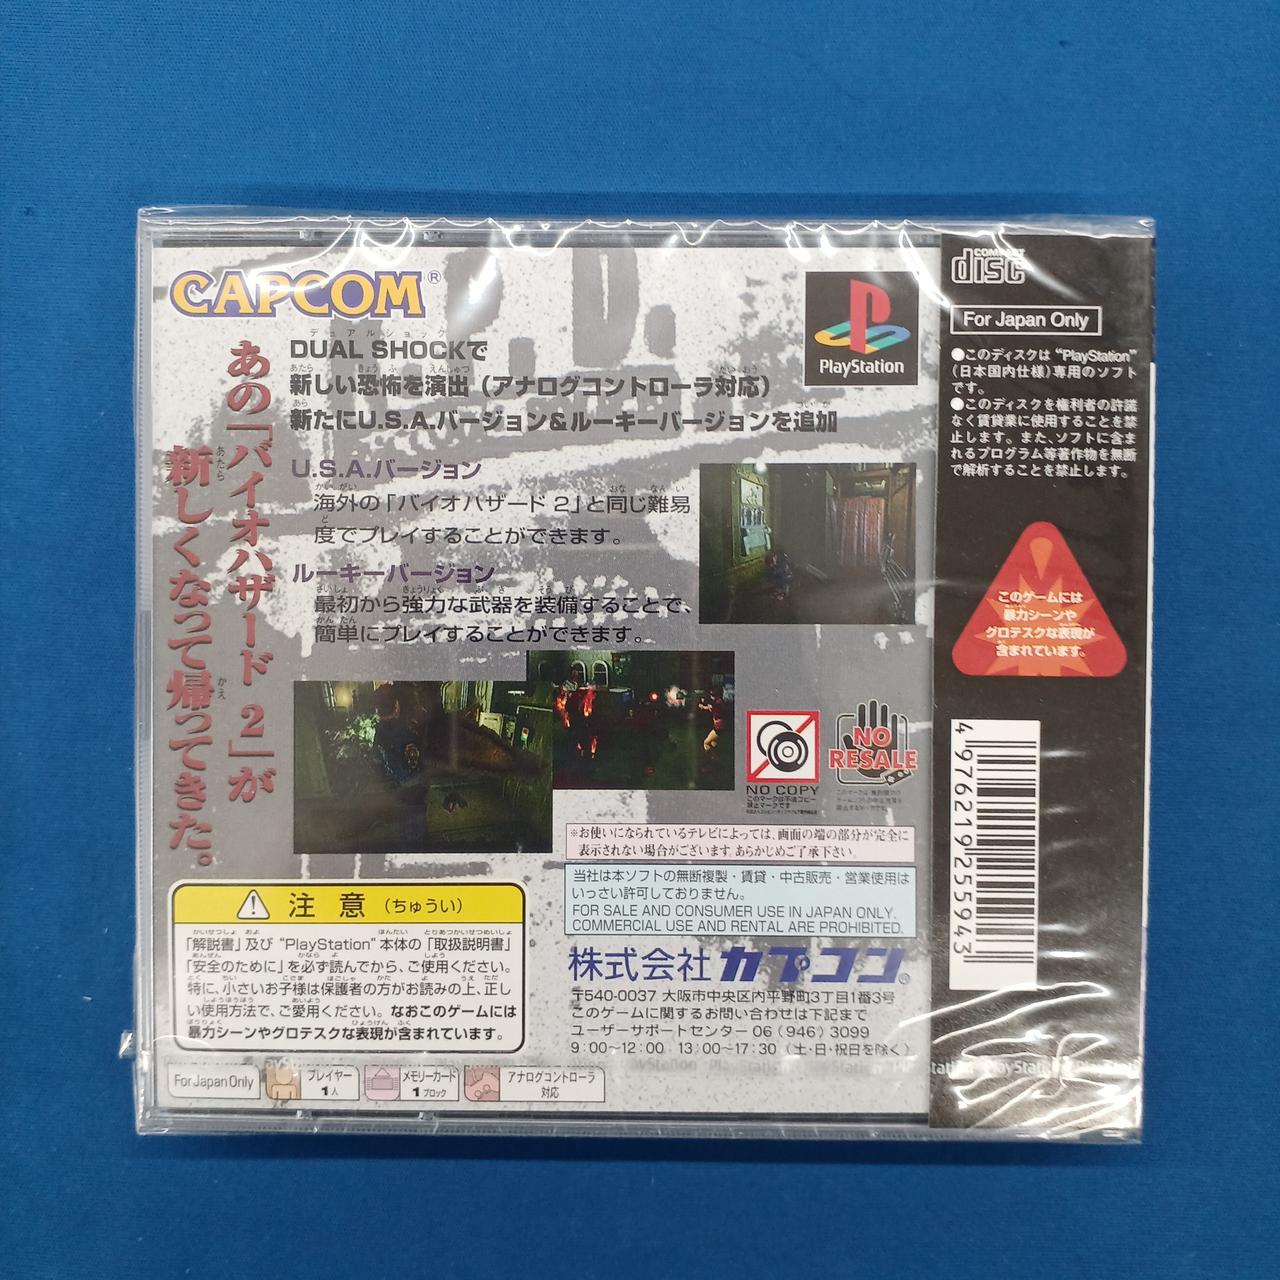 CAPCOM®
あの「バイオハザード 2」が
新しくなって帰ってきた。
DUAL SHOCKで
新しい恐怖を演出（アナログコントローラ対応）
新たにU.S.A.バージョン&ルーキーバージョンを追加
U.S.A.バージョン
海外の「バイオハザード 2」と同じ難易
度でプレイすることができます。
ルーキーバージョン
最初から強力な武器を装備することで、
簡単にプレイすることができます。
PlayStation
NO COPY
このマークは不法コピー
禁止マークです
NO
RESALE
※お使いになられているテレビによっては、画面の端の部分が完全に
表示されない場合がございます。あらかじめご了承下さい。
当社は本ソフトの無断複製・賃貸・中古販売・営業使用は
いっさい許可しておりません。
FOR SALE AND CONSUMER USE IN JAPAN ONLY.
COMMERCIAL USE AND RENTAL ARE PROHIBITED.
株式会社カプコン®
〒540-0037 大阪市中央区内平野町3丁目1番3号
このゲームに関するお問い合わせは下記まで
ユーザーサポートセンター 06 (946) 3099
9:00〜12:00 13:00〜17:30（土・日・祝日を除く）
注意（ちゅうい）
「解説書」及び "PlayStation" 本体の「取扱説明書」
「安全のために」を必ず読んでから、ご使用ください。
特に、小さいお子様は保護者の方がお読みの上、正し
い使用方法で、ご愛用ください。なおこのゲームには
暴力シーンやグロテスクな表現が含まれています。
For Japan Only
プレイヤー
1人
メモリーカード
1ブロック
アナログコントローラ
対応
COMPACT
disc
For Japan Only
●このディスクは "PlayStation"
(日本国内仕様)専用のソフト
です。
●このディスクを権利者の許諾
なく賃貸業に使用することを禁
止します。また、ソフトに含ま
れるプログラム等著作物を無断
で解析することを禁止します。
このゲームには
暴力シーンや
グロテスクな表現が
含まれています。
4 976219 255943